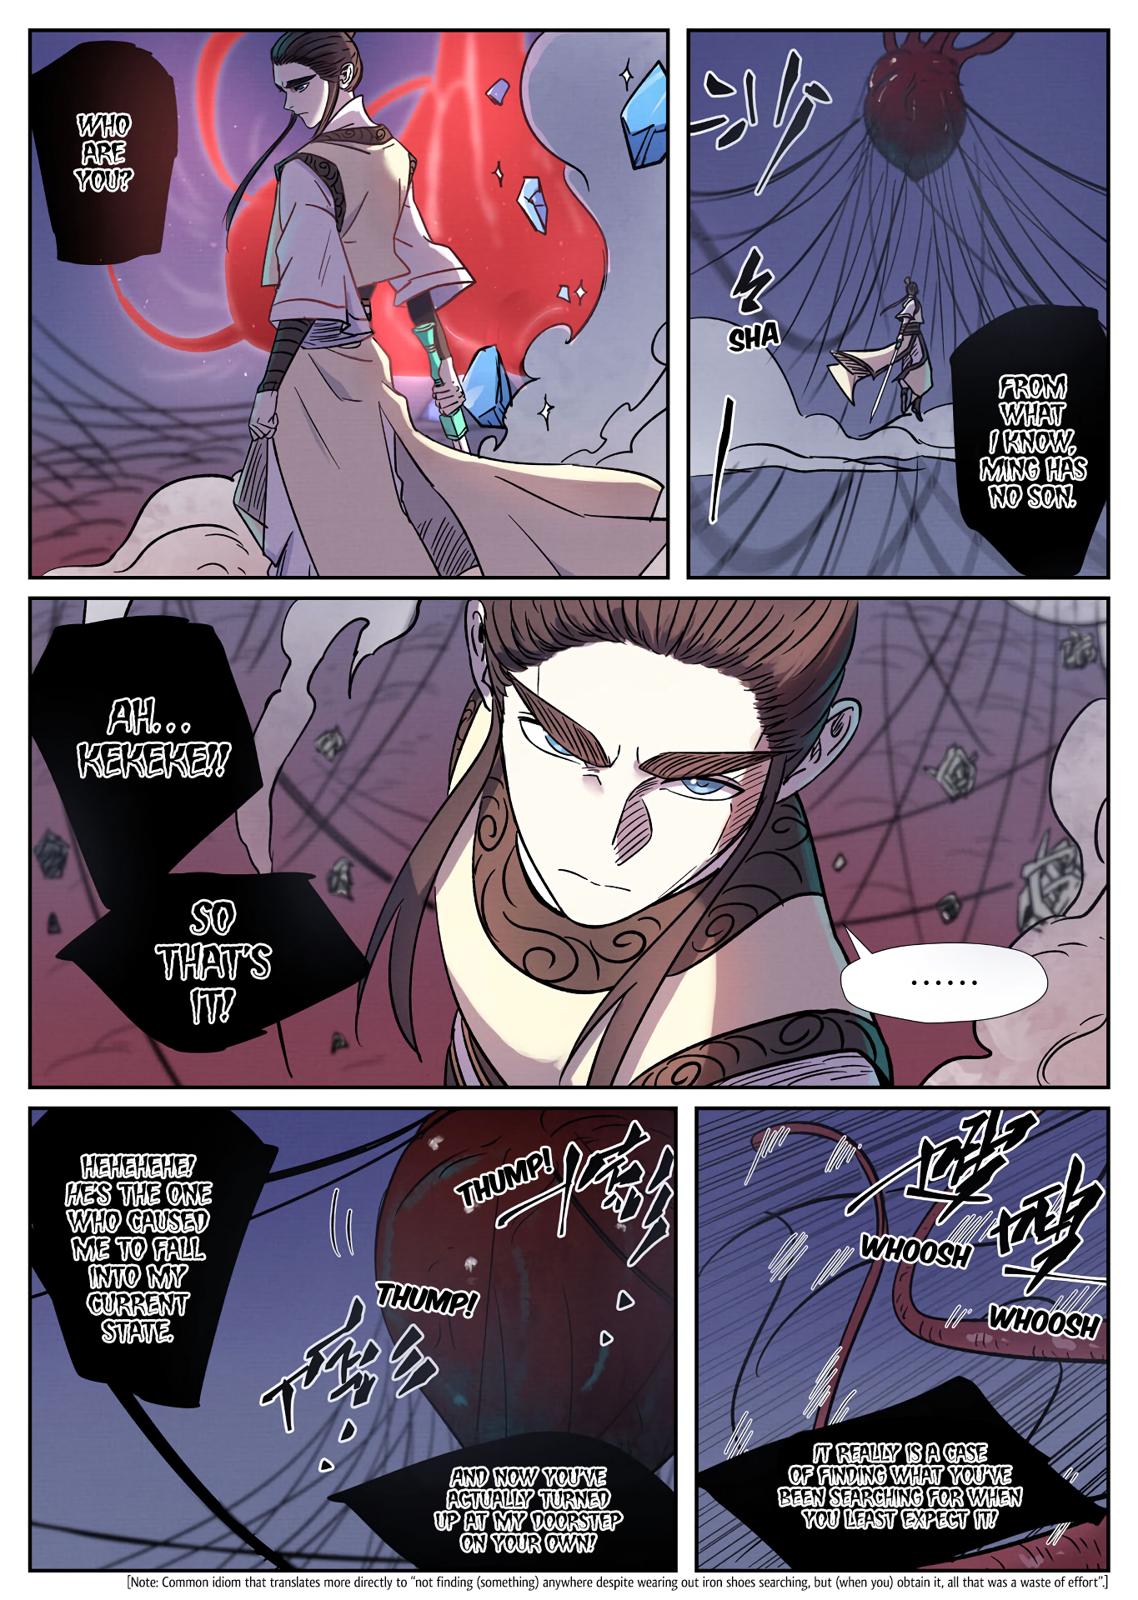 WHO
ARE
YOU?
SHA
FROM
WHAT
I KNOW,
MING HAS
NO SON.
AH...
KEKEKE!!
SO
THAT'S
IT!
......
HEHEHEHE!
HE'S THE ONE
WHO CAUSED
ME TO FALL
INTO MY
CURRENT
STATE.
THUMP!
THUMP!
AND NOW YOU'VE
ACTUALLY TURNED
UP AT MY DOORSTEP
ON YOUR OWN!
WHOOSH
WHOOSH
IT REALLY IS A CASE
OF FINDING WHAT YOU'VE
BEEN SEARCHING FOR WHEN
YOU LEAST EXPECT IT!
[Note: Common idiom that translates more directly to “not finding (something) anywhere despite wearing out iron shoes searching, but (when you) obtain it, all that was a waste of effort”.]